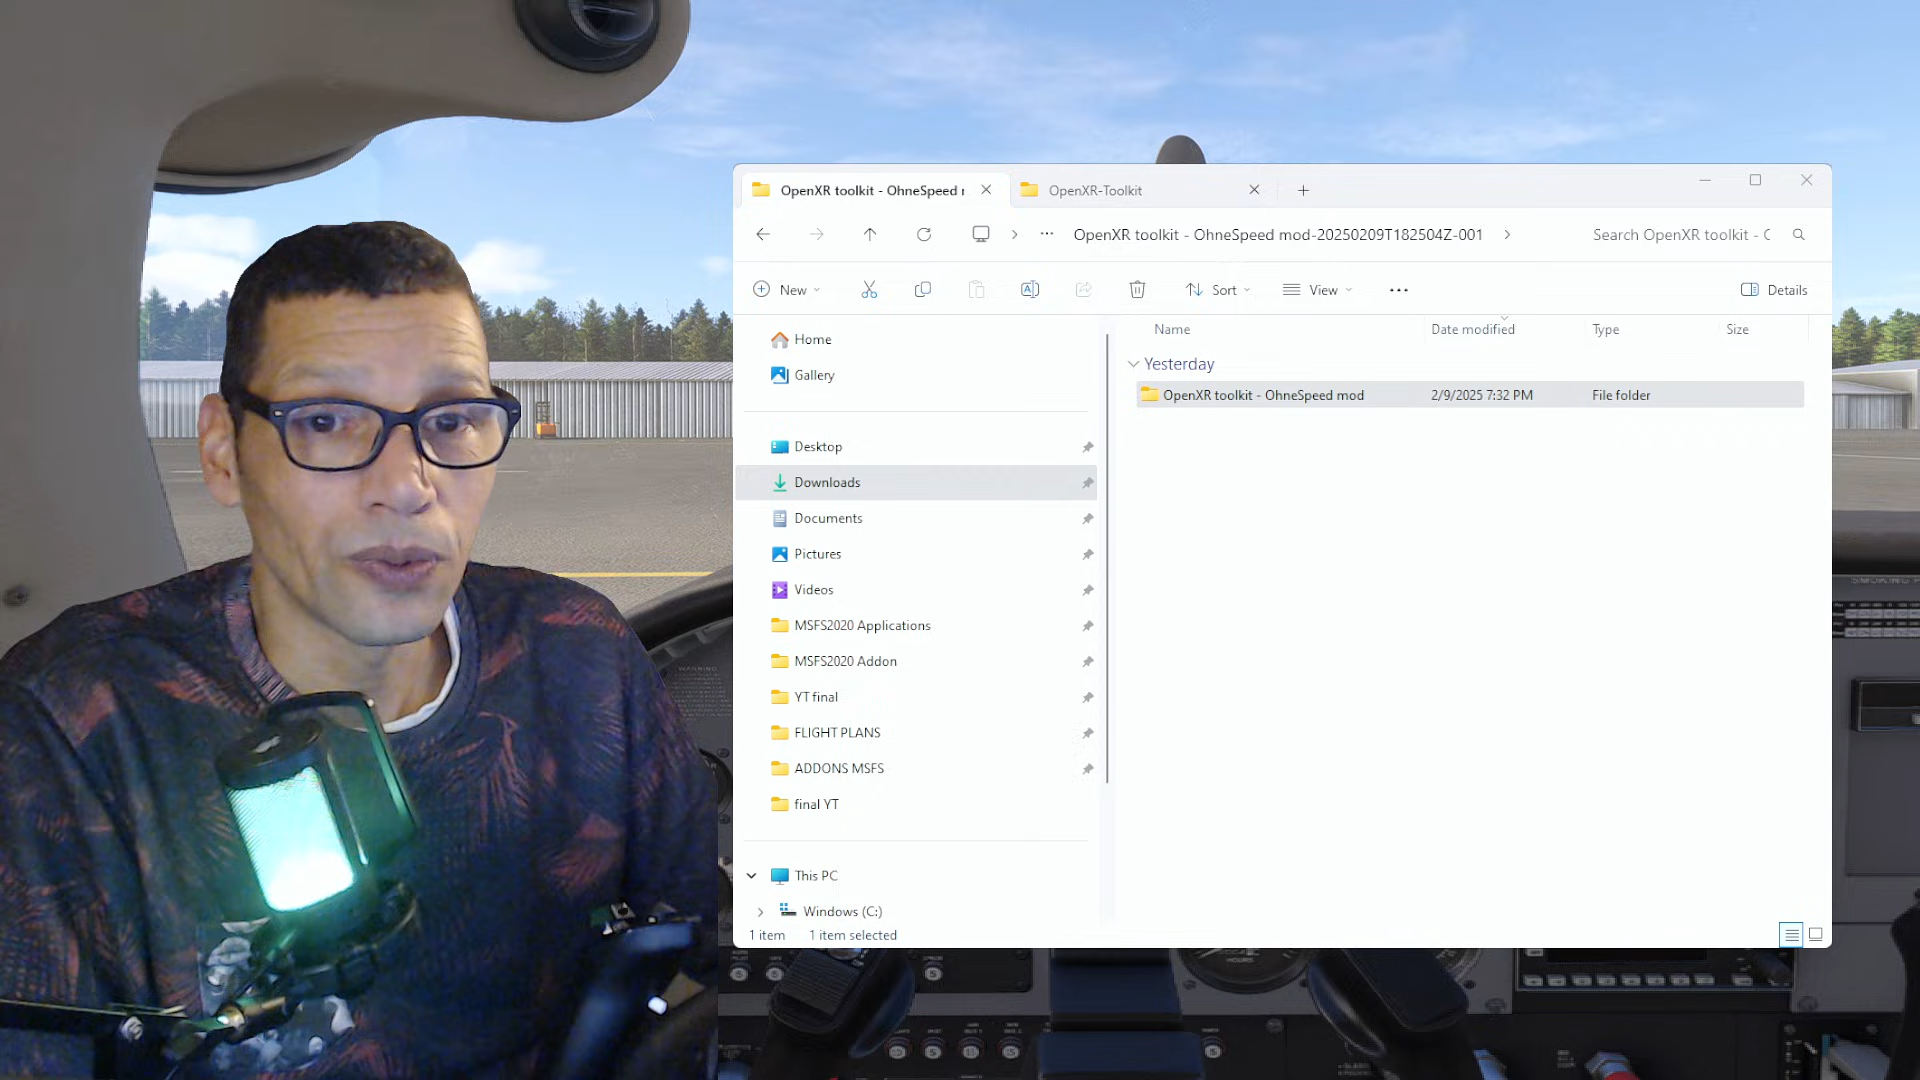 OpenXR toolkit - OhneSpeed r
OpenXR-Toolkit
OpenXR toolkit - OhneSpeed mod-20250209T182504Z-001
Search OpenXR toolkit - C
New
Sort
View
Details
Name Date modified Type Size
Yesterday
OpenXR toolkit - OhneSpeed mod 2/9/2025 7:32 PM File folder
Home
Gallery
Desktop
Downloads
Documents
Pictures
Videos
MSFS2020 Applications
MSFS2020 Addon
YT final
FLIGHT PLANS
ADDONS MSFS
final YT
This PC
Windows (C:)
1 item 1 item selected
WARNING
HOURS